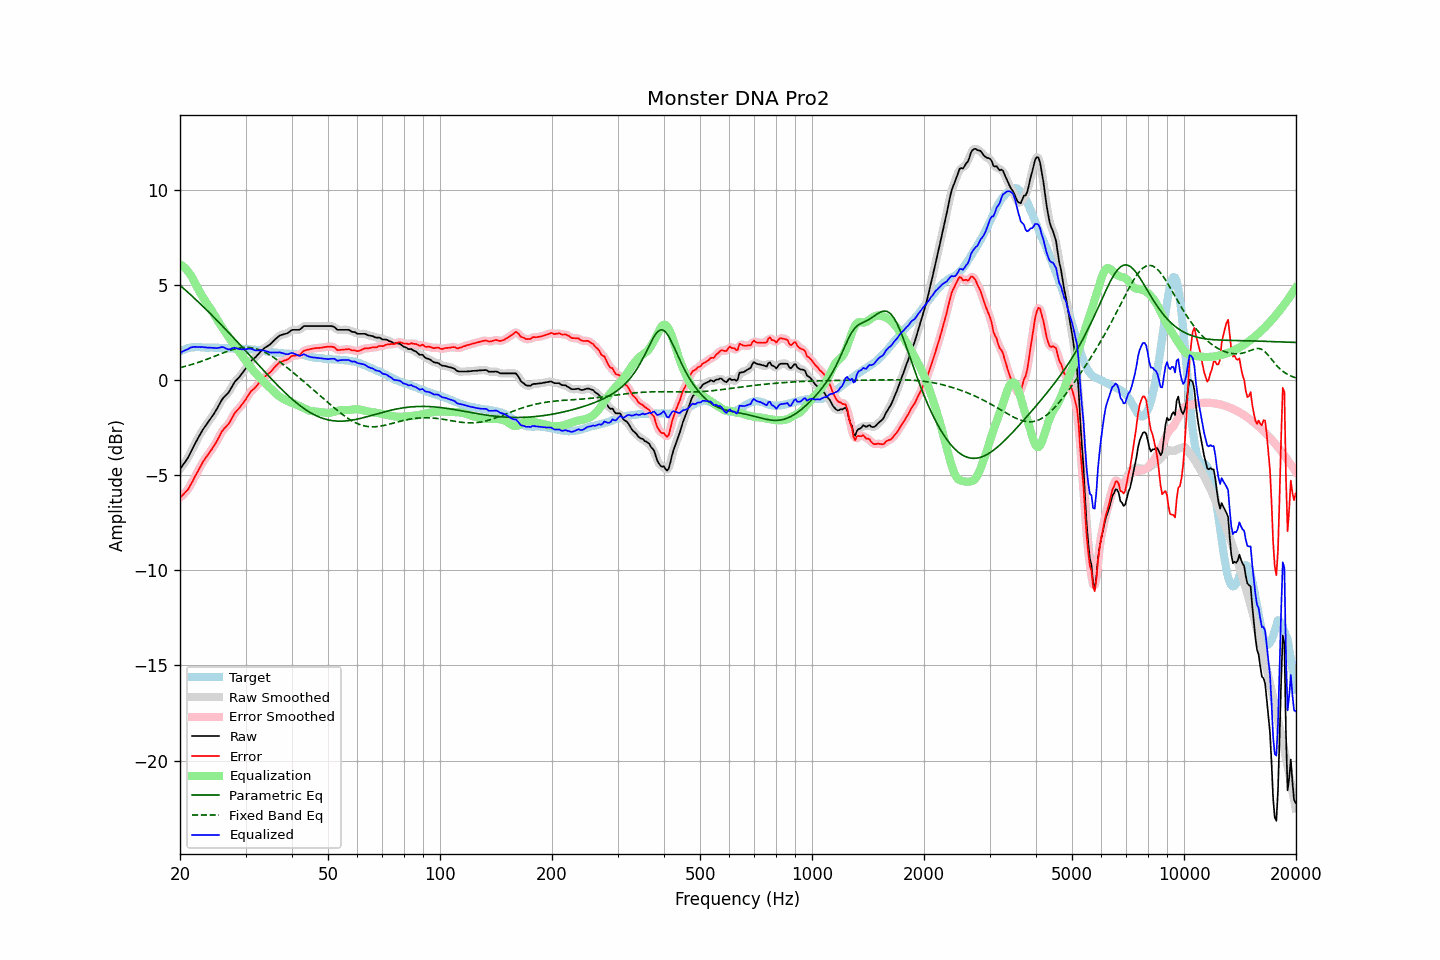 Monster DNA Pro2
Amplitude (dBr)
10
5
0
−5
−10
−15
−20
Target
Raw Smoothed
Error Smoothed
Raw
Error
Equalization
Parametric Eq
Fixed Band Eq
Equalized
20
50
100
200
500
1000
2000
5000
10000
20000
Frequency (Hz)